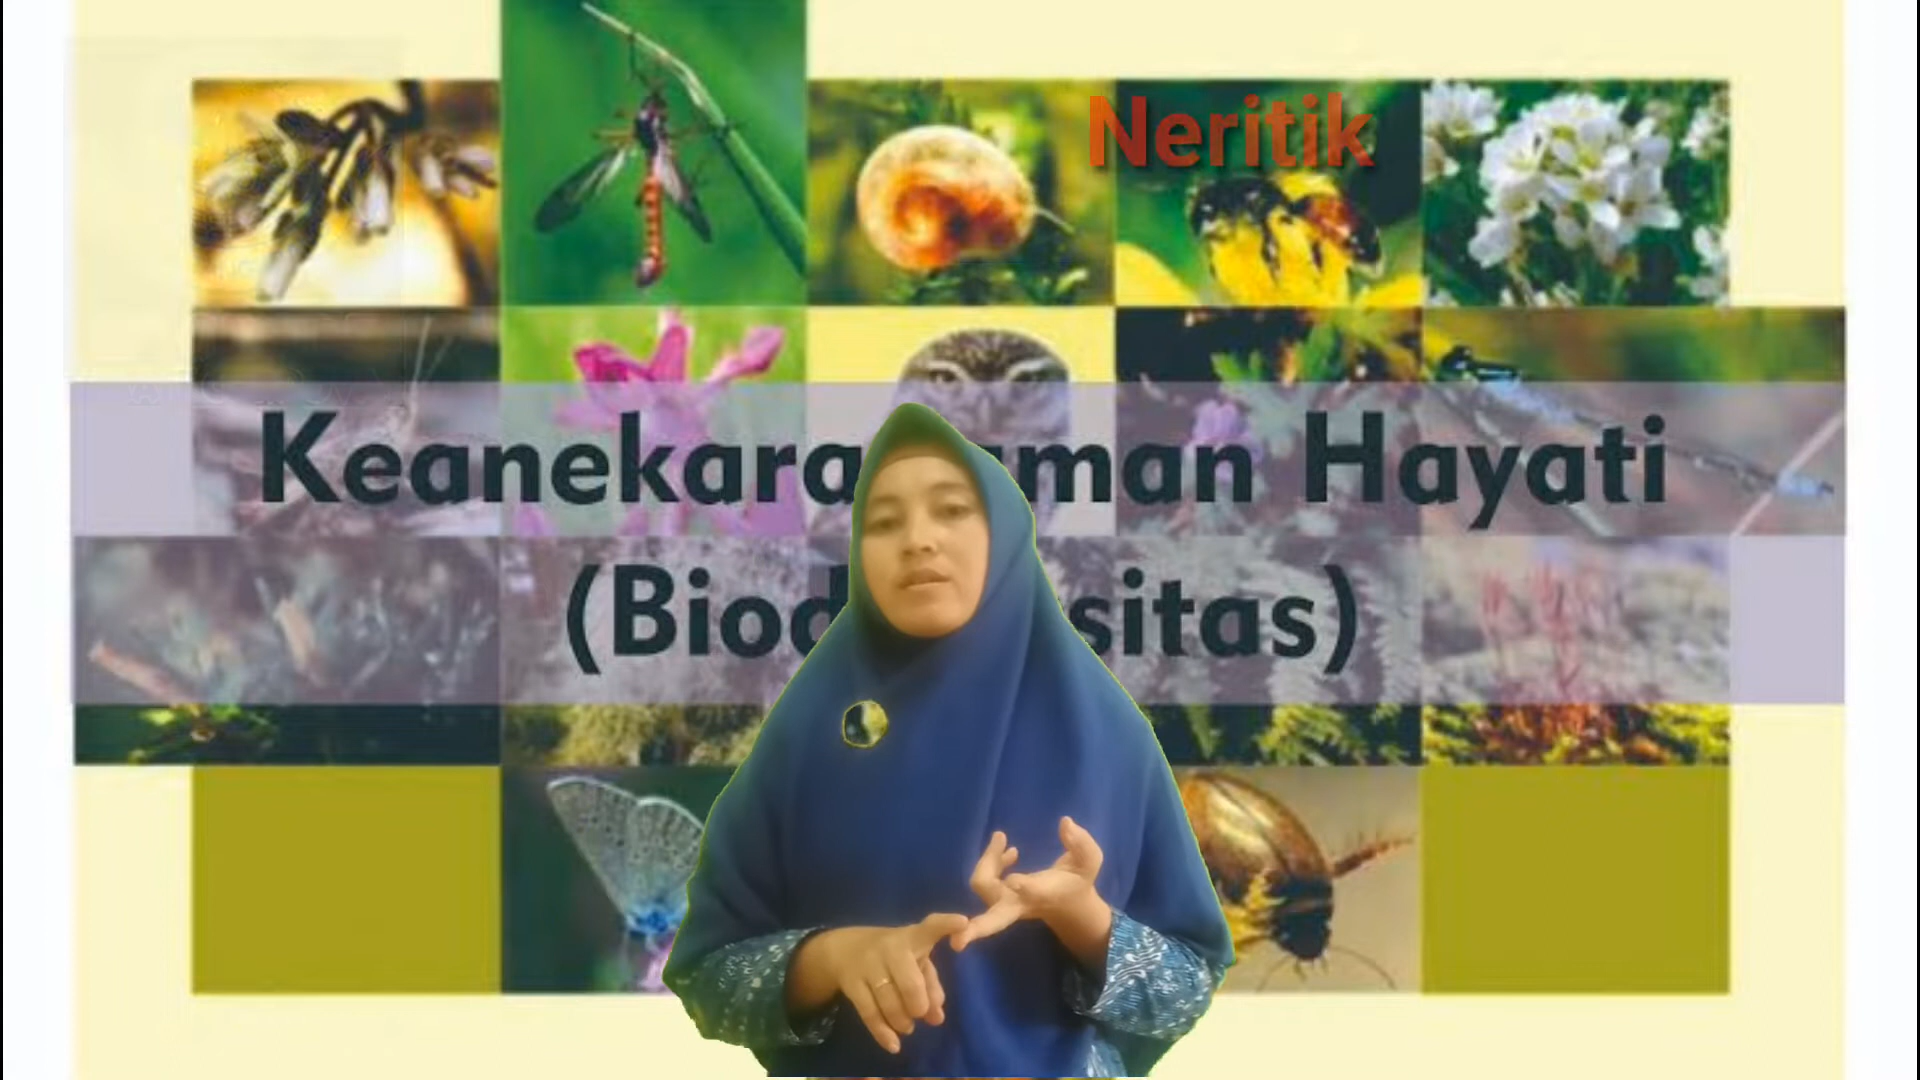 Neritik
Keanekara man Hayati
(Biod sitas)